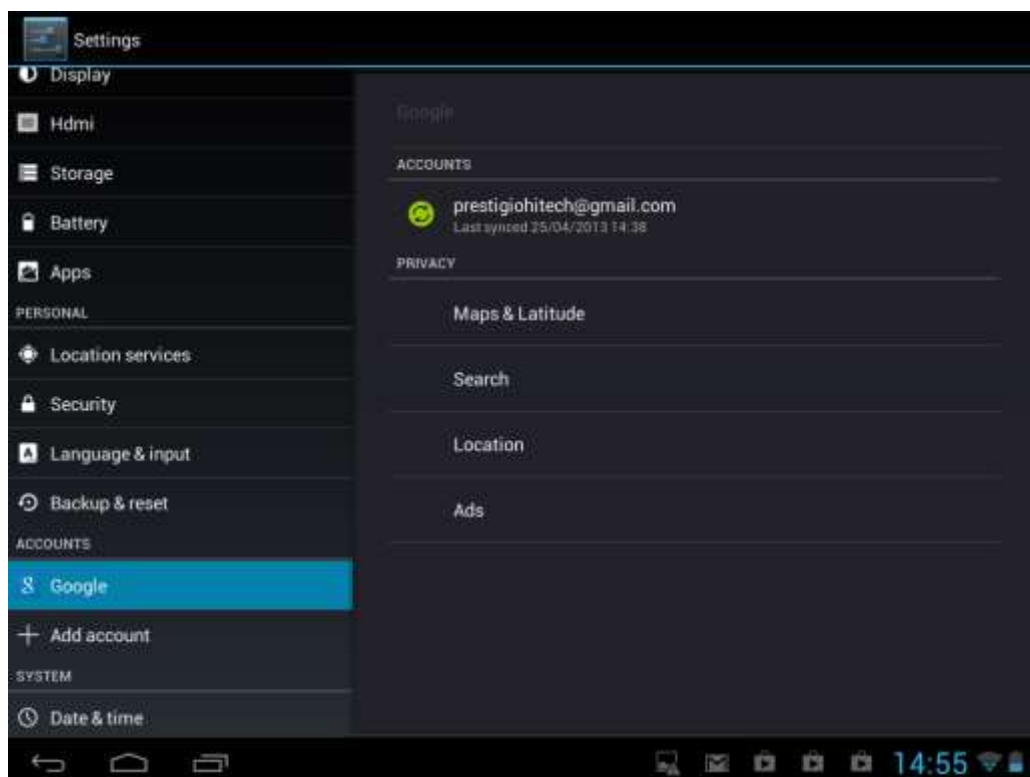 Settings
Display
Hdmi
Storage
Battery
Apps
PERSONAL
Location services
Security
Language & input
Backup & reset
ACCOUNTS
Google
Add account
SYSTEM
Date & time
Google
ACCOUNTS
prestigiohitech@gmail.com
Last synced 25/04/2013 14:38
PRIVACY
Maps & Latitude
Search
Location
Ads
14:55